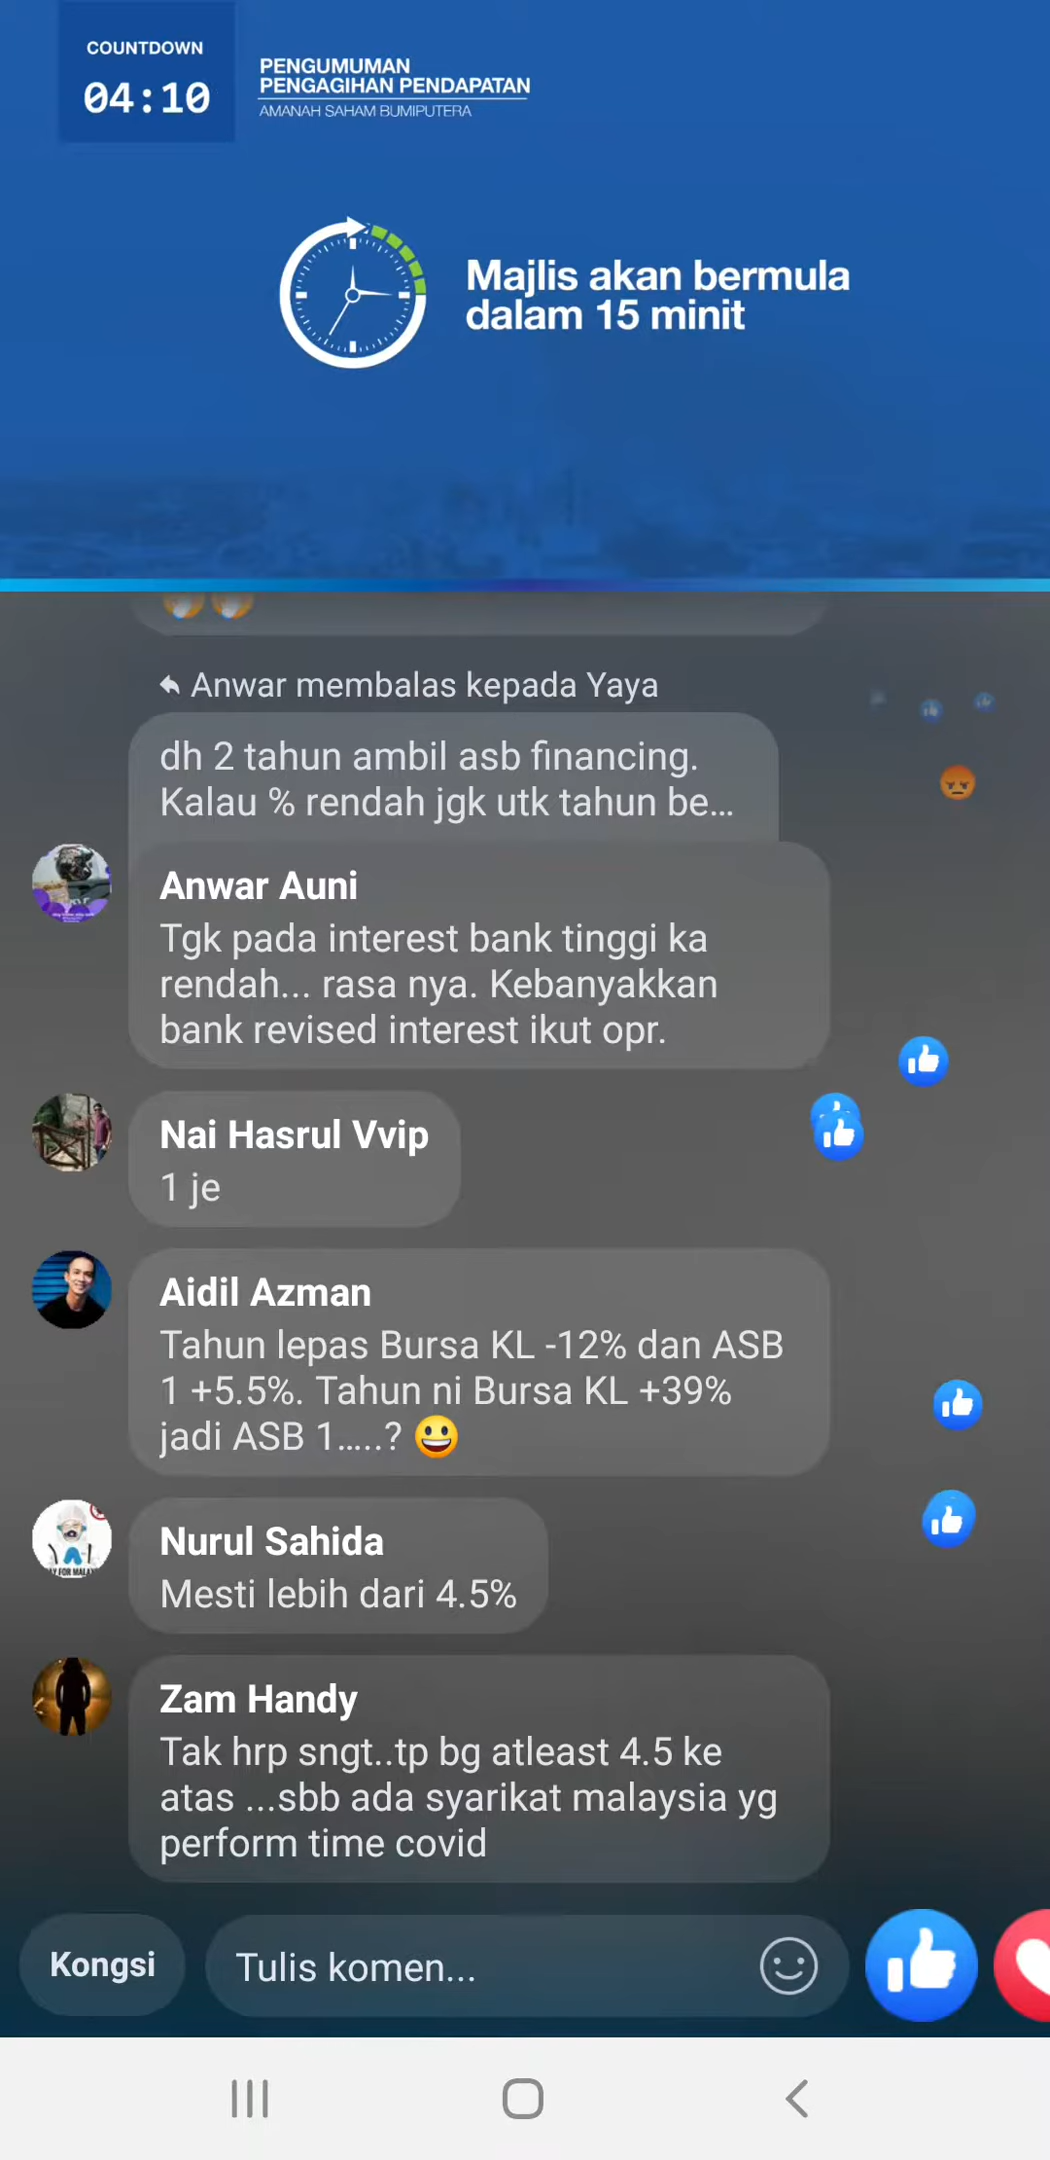 COUNTDOWN
04:10
PENGUMUMAN
PENGAGIHAN PENDAPATAN
AMANAH SAHAM BUMIPUTERA
Majlis akan bermula
dalam 15 minit
Anwar membalas kepada Yaya
dh 2 tahun ambil asb financing.
Kalau % rendah jgk utk tahun be...
Anwar Auni
Tgk pada interest bank tinggi ka
rendah... rasa nya. Kebanyakkan
bank revised interest ikut opr.
Nai Hasrul Vvip
1 je
Aidil Azman
Tahun lepas Bursa KL -12% dan ASB
1 +5.5%. Tahun ni Bursa KL +39%
jadi ASB 1.....? 😃
Nurul Sahida
Mesti lebih dari 4.5%
Zam Handy
Tak hrp sngt..tp bg atleast 4.5 ke
atas ...sbb ada syarikat malaysia yg
perform time covid
Kongsi
Tulis komen...